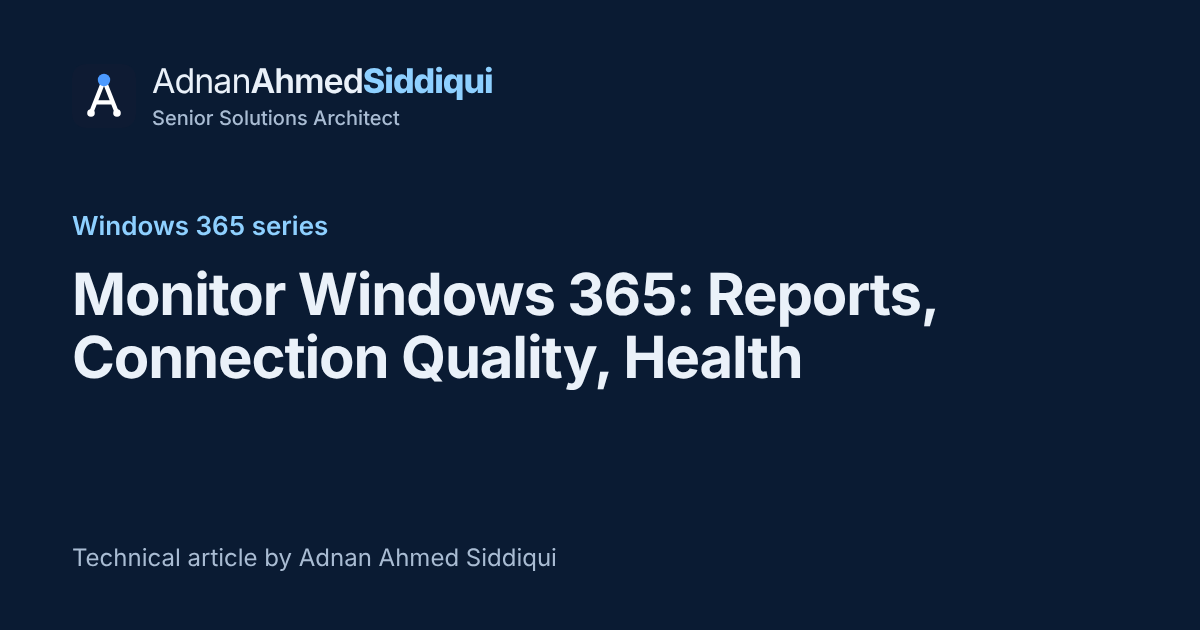 AdnanAhmedSiddiqui
Senior Solutions Architect
Windows 365 series
Monitor Windows 365: Reports,
Connection Quality, Health
Technical article by Adnan Ahmed Siddiqui